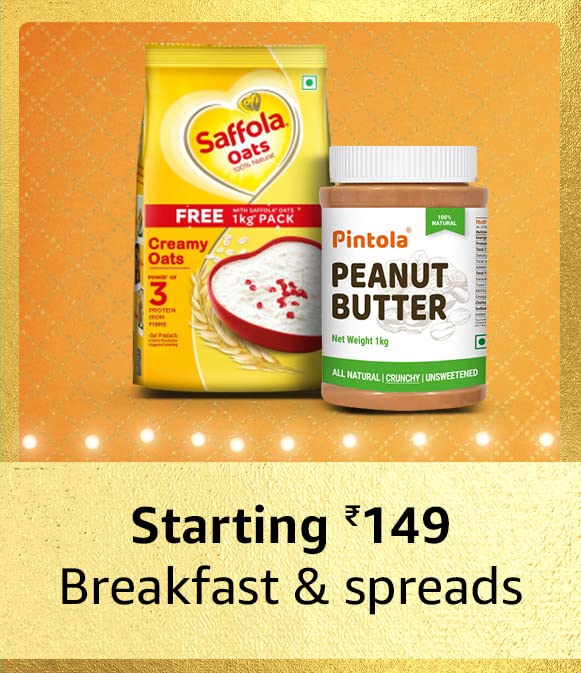 Saffola
Oats
100% Natural
FREE WITH SAFFOLA® OATS
1kg PACK
Creamy
Oats
POWER* OF
3
PROTEIN
IRON
FIBRE
100%
NATURAL
Pintola®
PEANUT
BUTTER
Net Weight 1kg
ALL NATURAL | CRUNCHY | UNSWEETENED
Starting ₹149
Breakfast & spreads